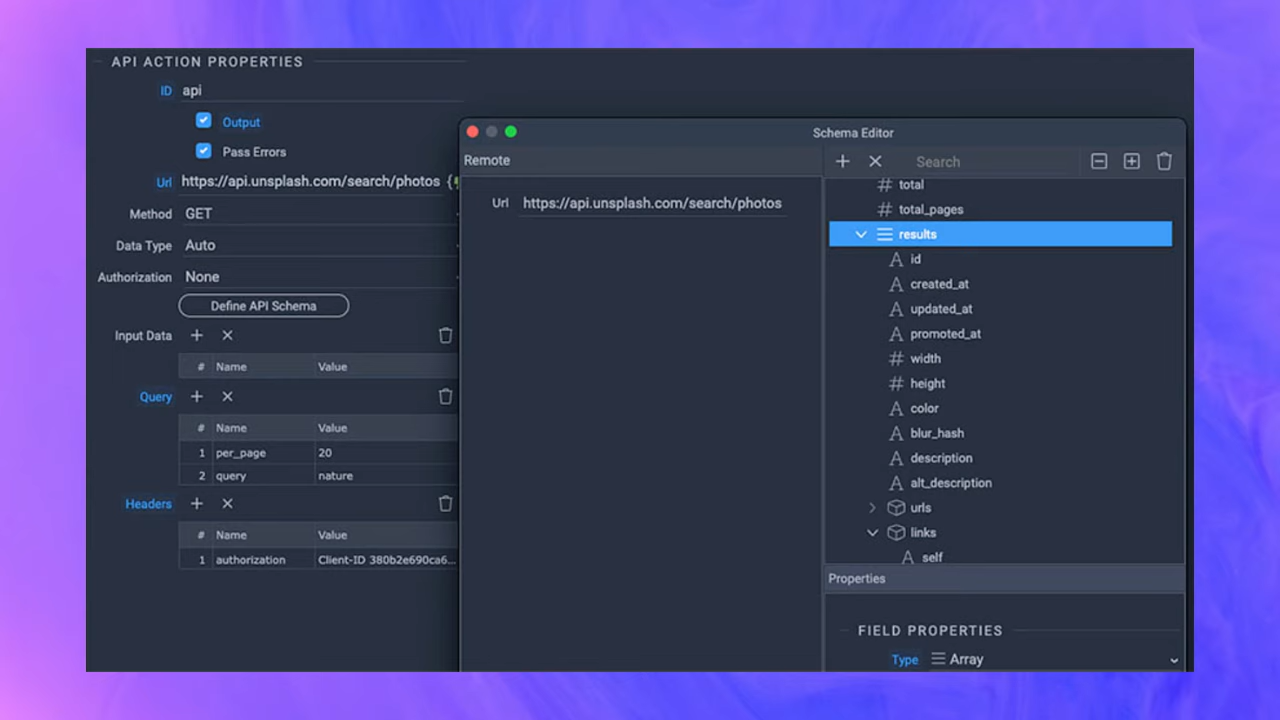 API ACTION PROPERTIES
ID api
Output
Pass Errors
Url https://api.unsplash.com/search/photos {
Method GET
Data Type Auto
Authorization None
Define API Schema
Input Data
# Name Value
Query
# Name Value
1 per_page 20
2 query nature
Headers
# Name Value
1 authorization Client-ID 380b2e690ca6...
Schema Editor
Remote
Url https://api.unsplash.com/search/photos
Search
# total
# total_pages
results
A id
A created_at
A updated_at
A promoted_at
# width
# height
A color
A blur_hash
A description
A alt_description
urls
links
A self
Properties
FIELD PROPERTIES
Type Array